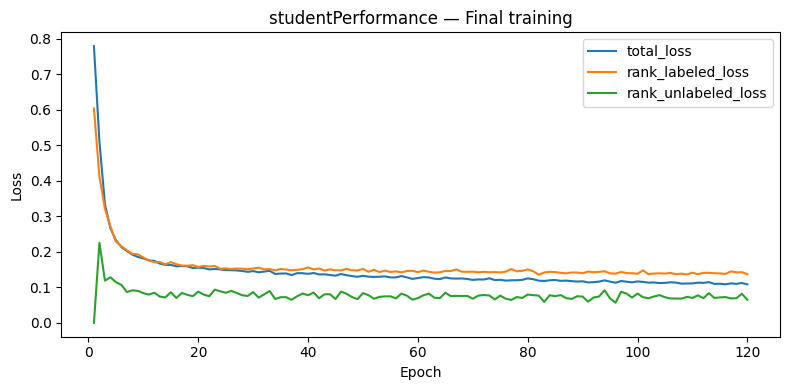 studentPerformance — Final training
total_loss
rank_labeled_loss
rank_unlabeled_loss
0.8
0.7
0.6
0.5
0.4
0.3
0.2
0.1
0.0
Loss
0 20 40 60 80 100 120
Epoch